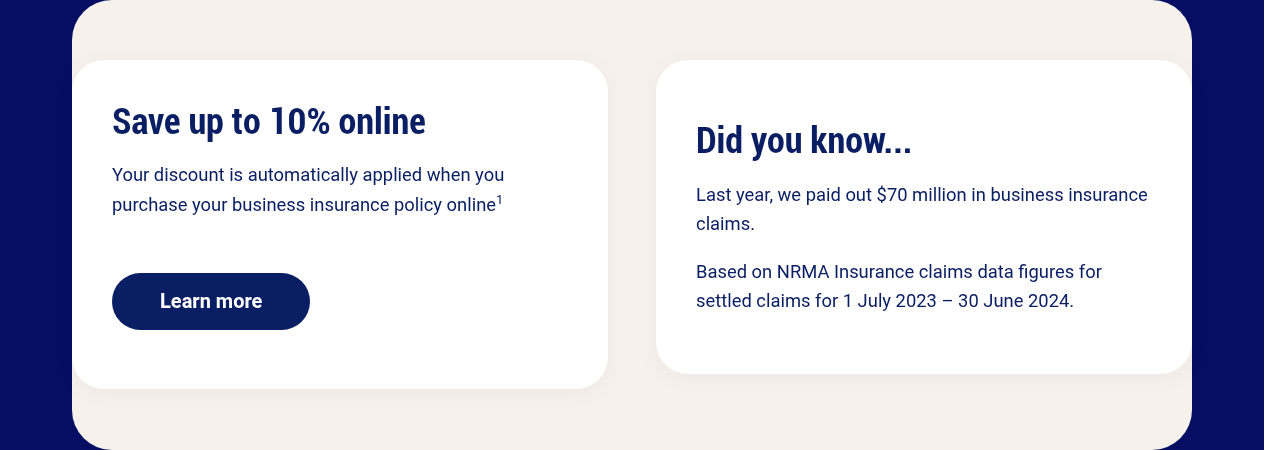 Save up to 10% online
Your discount is automatically applied when you
purchase your business insurance policy online¹
Learn more
Did you know...
Last year, we paid out $70 million in business insurance
claims.
Based on NRMA Insurance claims data figures for
settled claims for 1 July 2023 – 30 June 2024.